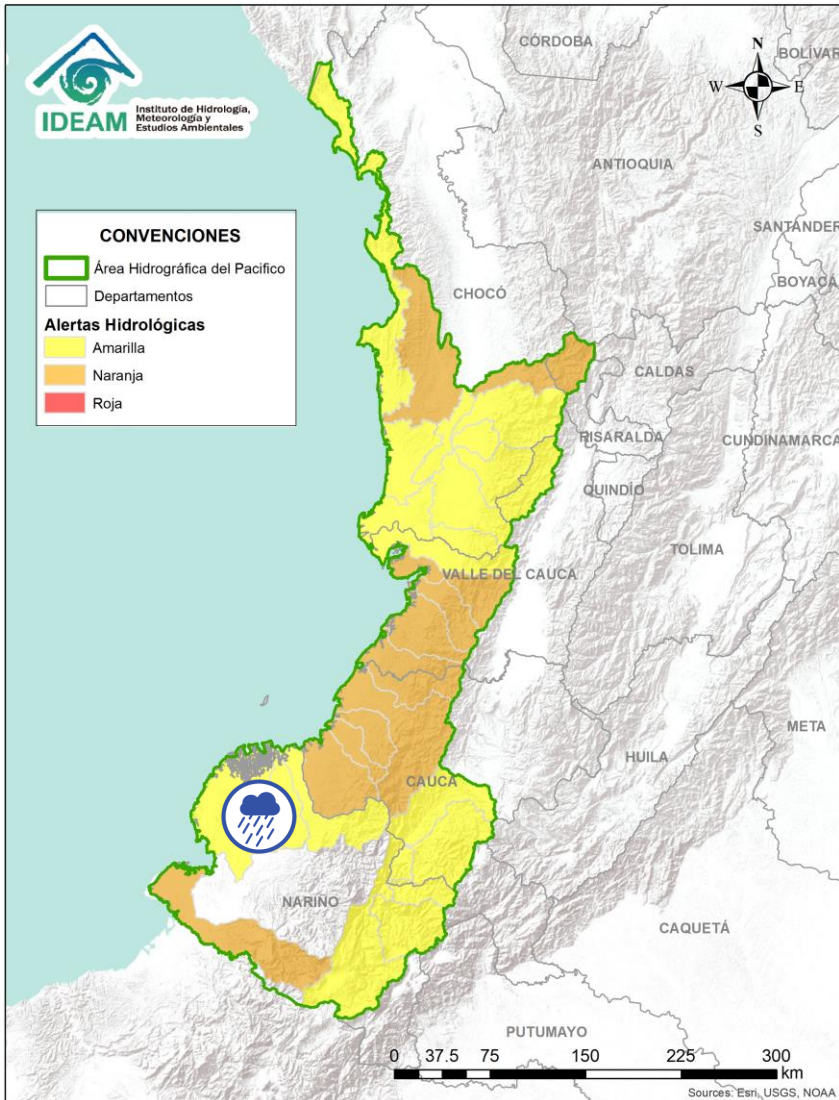 IDEAM
Instituto de Hidrología,
Meteorología y
Estudios Ambientales
CÓRDOBA
BOLÍVAR
N
W
E
S
ANTIOQUIA
SANTANDER
BOYACÁ
CONVENCIONES
Área Hidrográfica del Pacifico
Departamentos
Alertas Hidrológicas
Amarilla
Naranja
Roja
CHOCÓ
CALDAS
RISARALDA
CUNDINAMARCA
QUINDÍO
TOLIMA
VALLE DEL CAUCA
META
HUILA
CAUCA
NARIÑO
CAQUETÁ
PUTUMAYO
0 37.5 75 150 225 300
km
Sources: Esri, USGS, NOAA